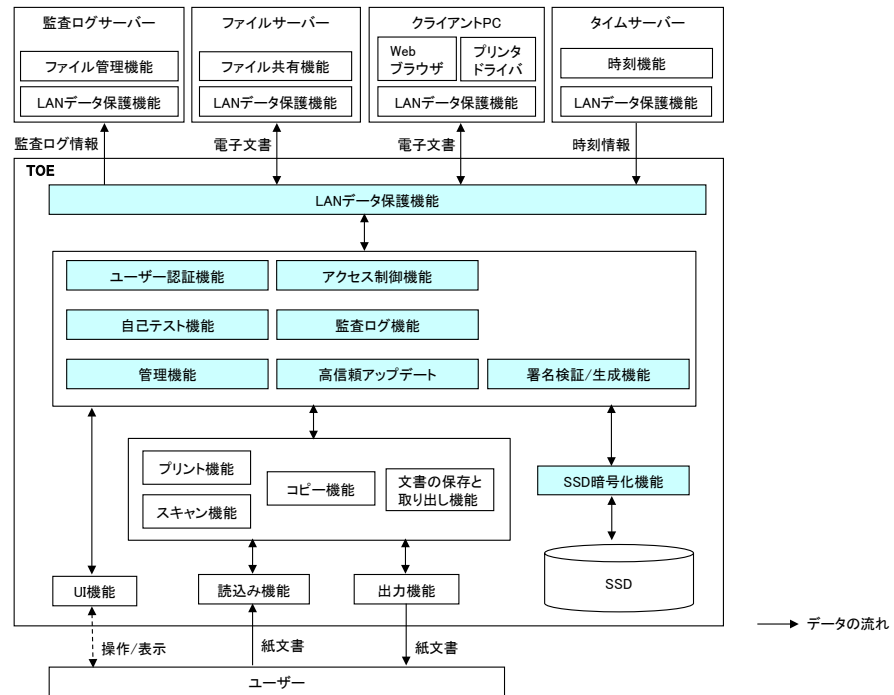 監査ログサーバー
ファイル管理機能
LANデータ保護機能
ファイルサーバー
ファイル共有機能
LANデータ保護機能
クライアントPC
Web
ブラウザ
プリンタ
ドライバ
LANデータ保護機能
タイムサーバー
時刻機能
LANデータ保護機能
監査ログ情報
電子文書
電子文書
時刻情報
TOE
LANデータ保護機能
ユーザー認証機能
アクセス制御機能
自己テスト機能
監査ログ機能
管理機能
高信頼アップデート
署名検証/生成機能
プリント機能
スキャン機能
コピー機能
文書の保存と
取り出し機能
SSD暗号化機能
SSD
UI機能
読込み機能
出力機能
データの流れ
操作/表示
紙文書
紙文書
ユーザー